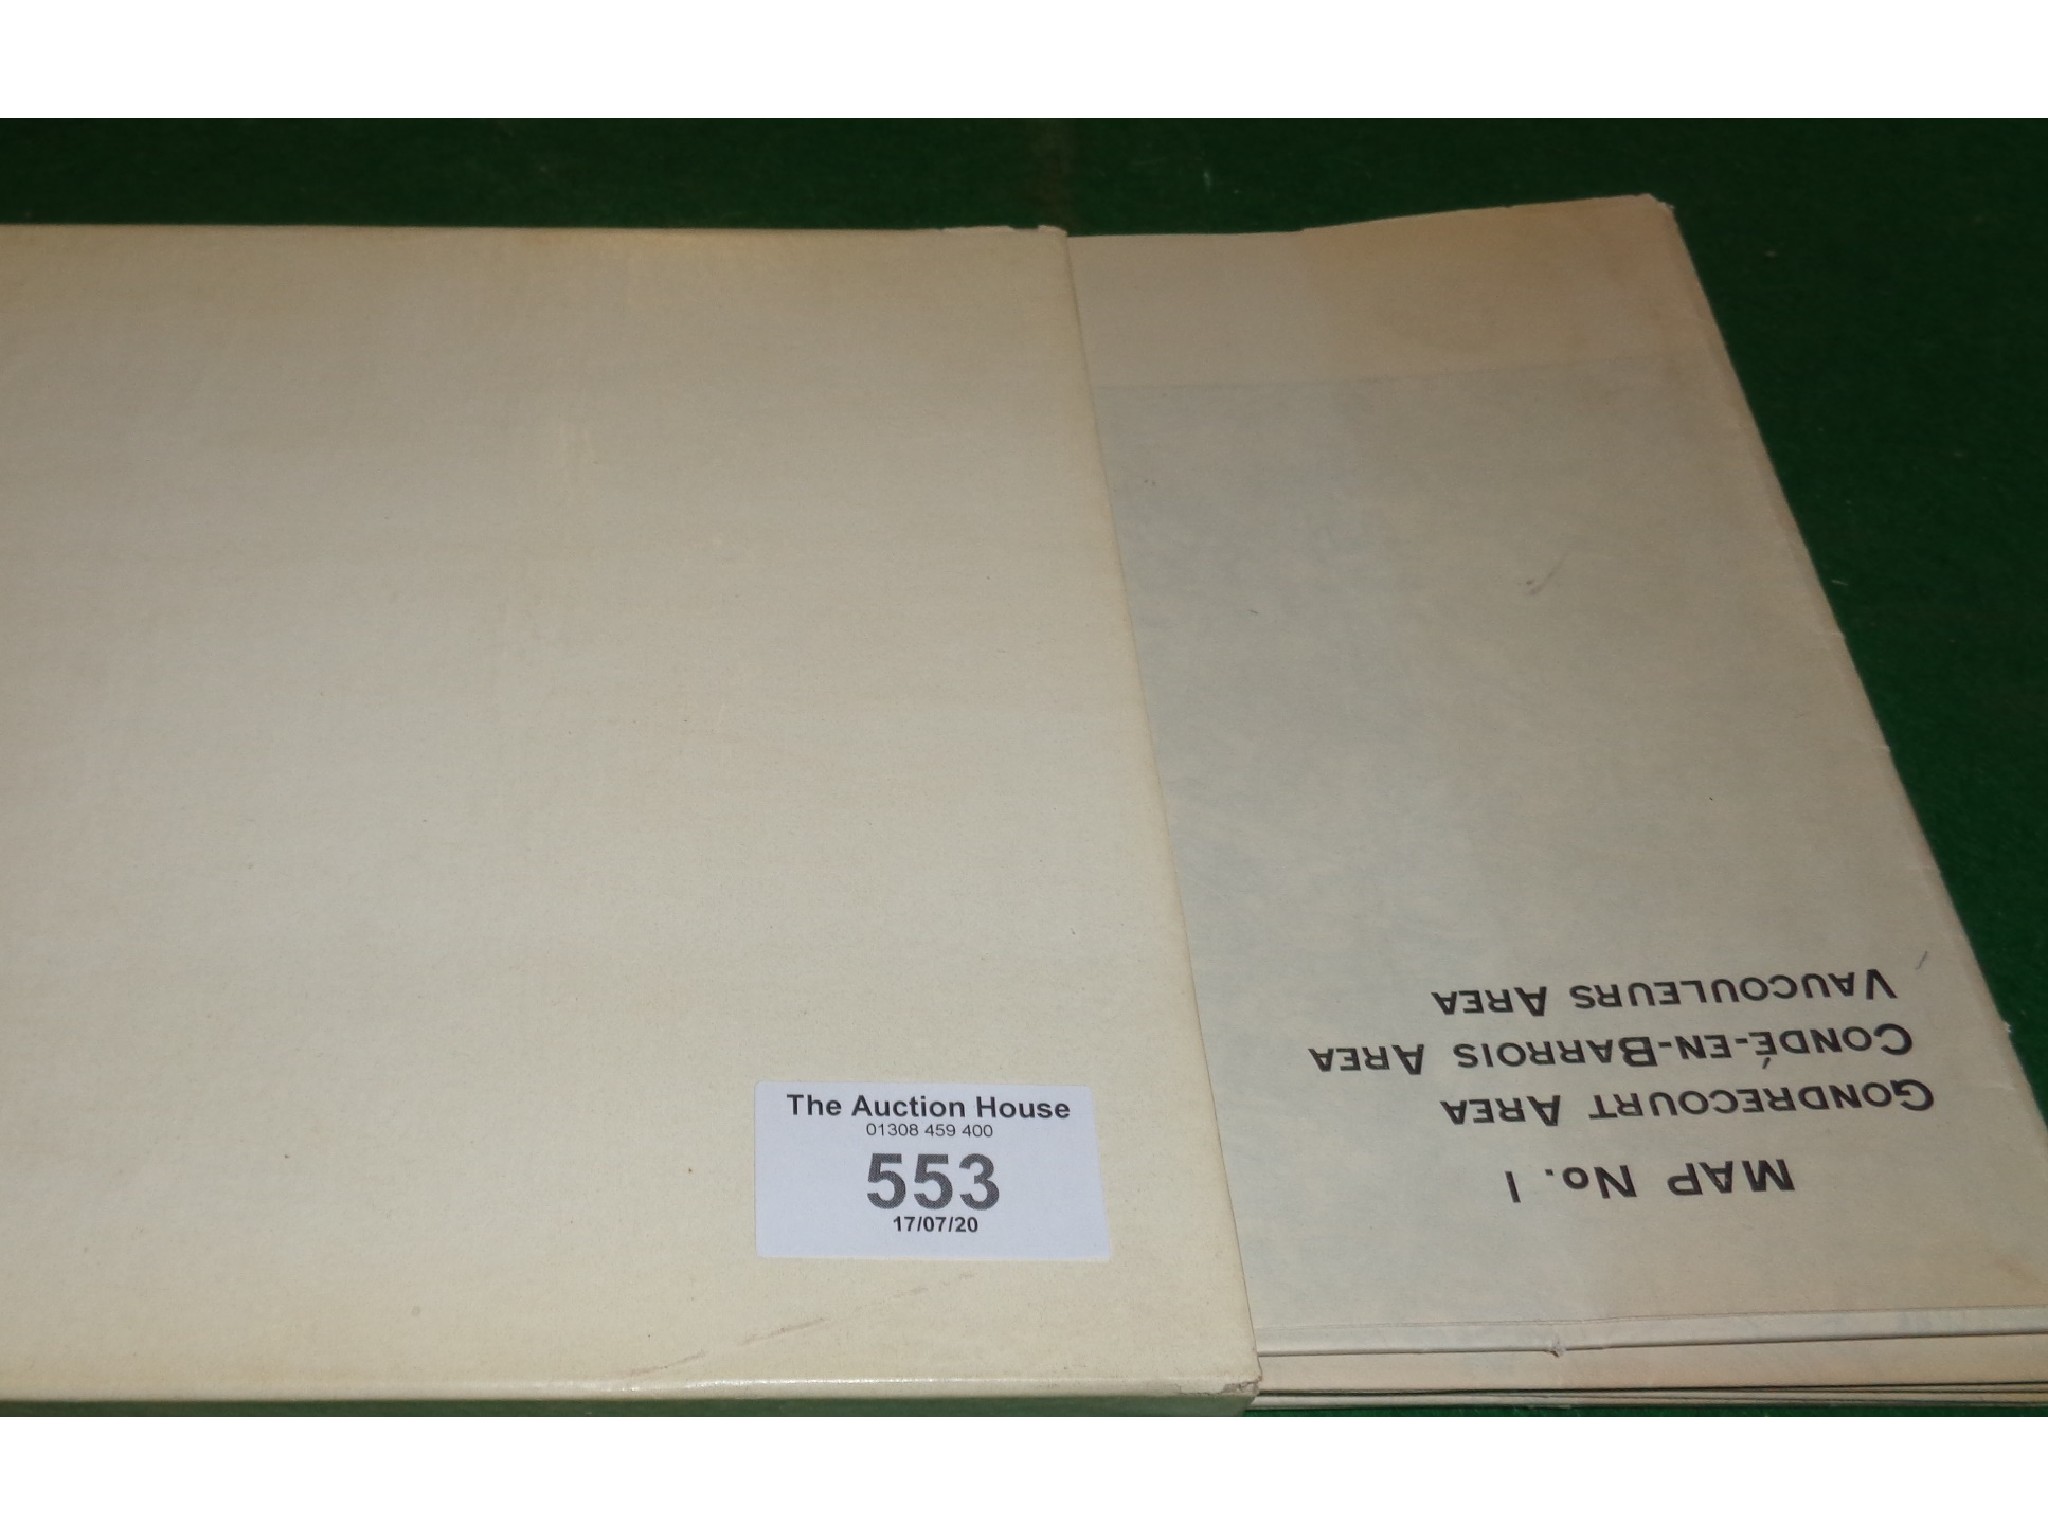 The Auction House
01308 459 400
553
17/07/20
MAP No. 1
GONDRECOURT AREA
CONDÉ-EN-BARROIS AREA
VAUCOULEURS AREA